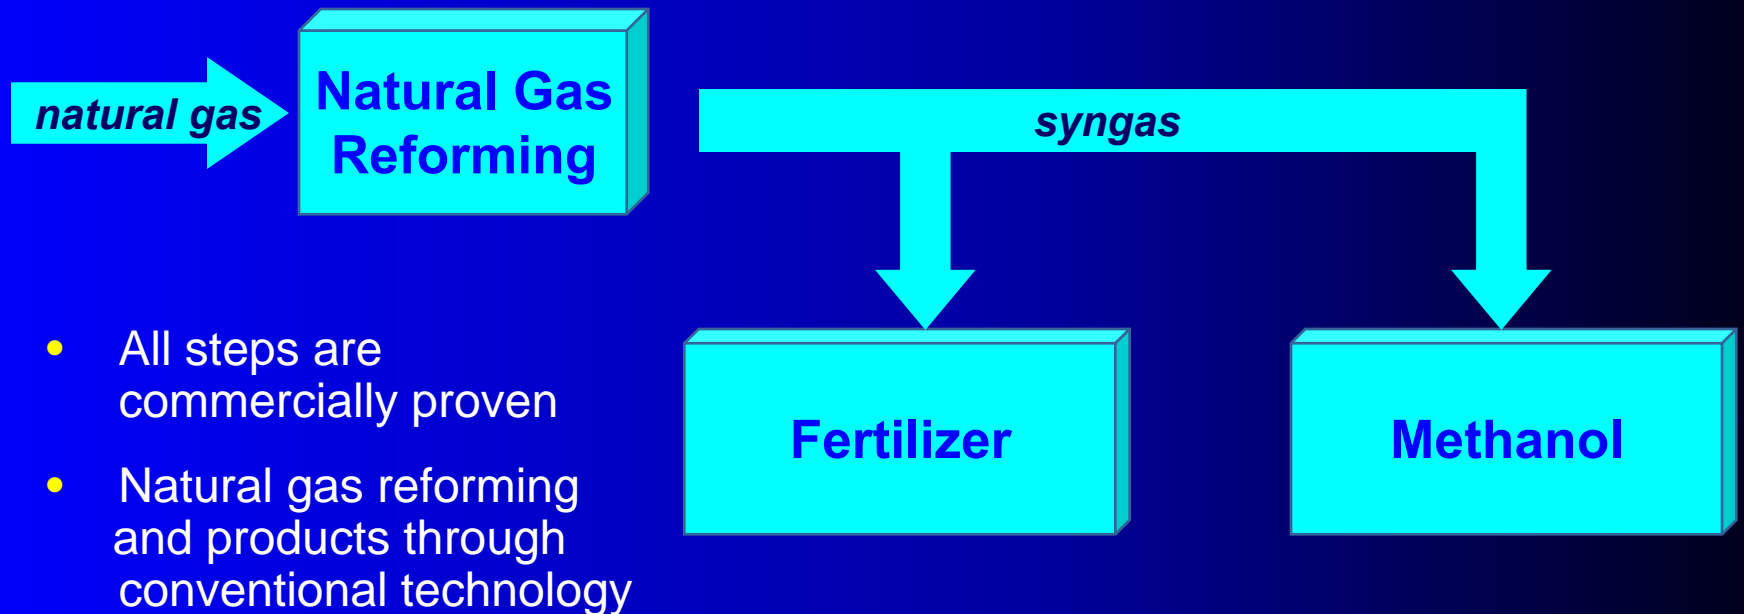 natural gas
Natural Gas
Reforming
syngas
• All steps are
commercially proven
• Natural gas reforming
and products through
conventional technology
Fertilizer
Methanol